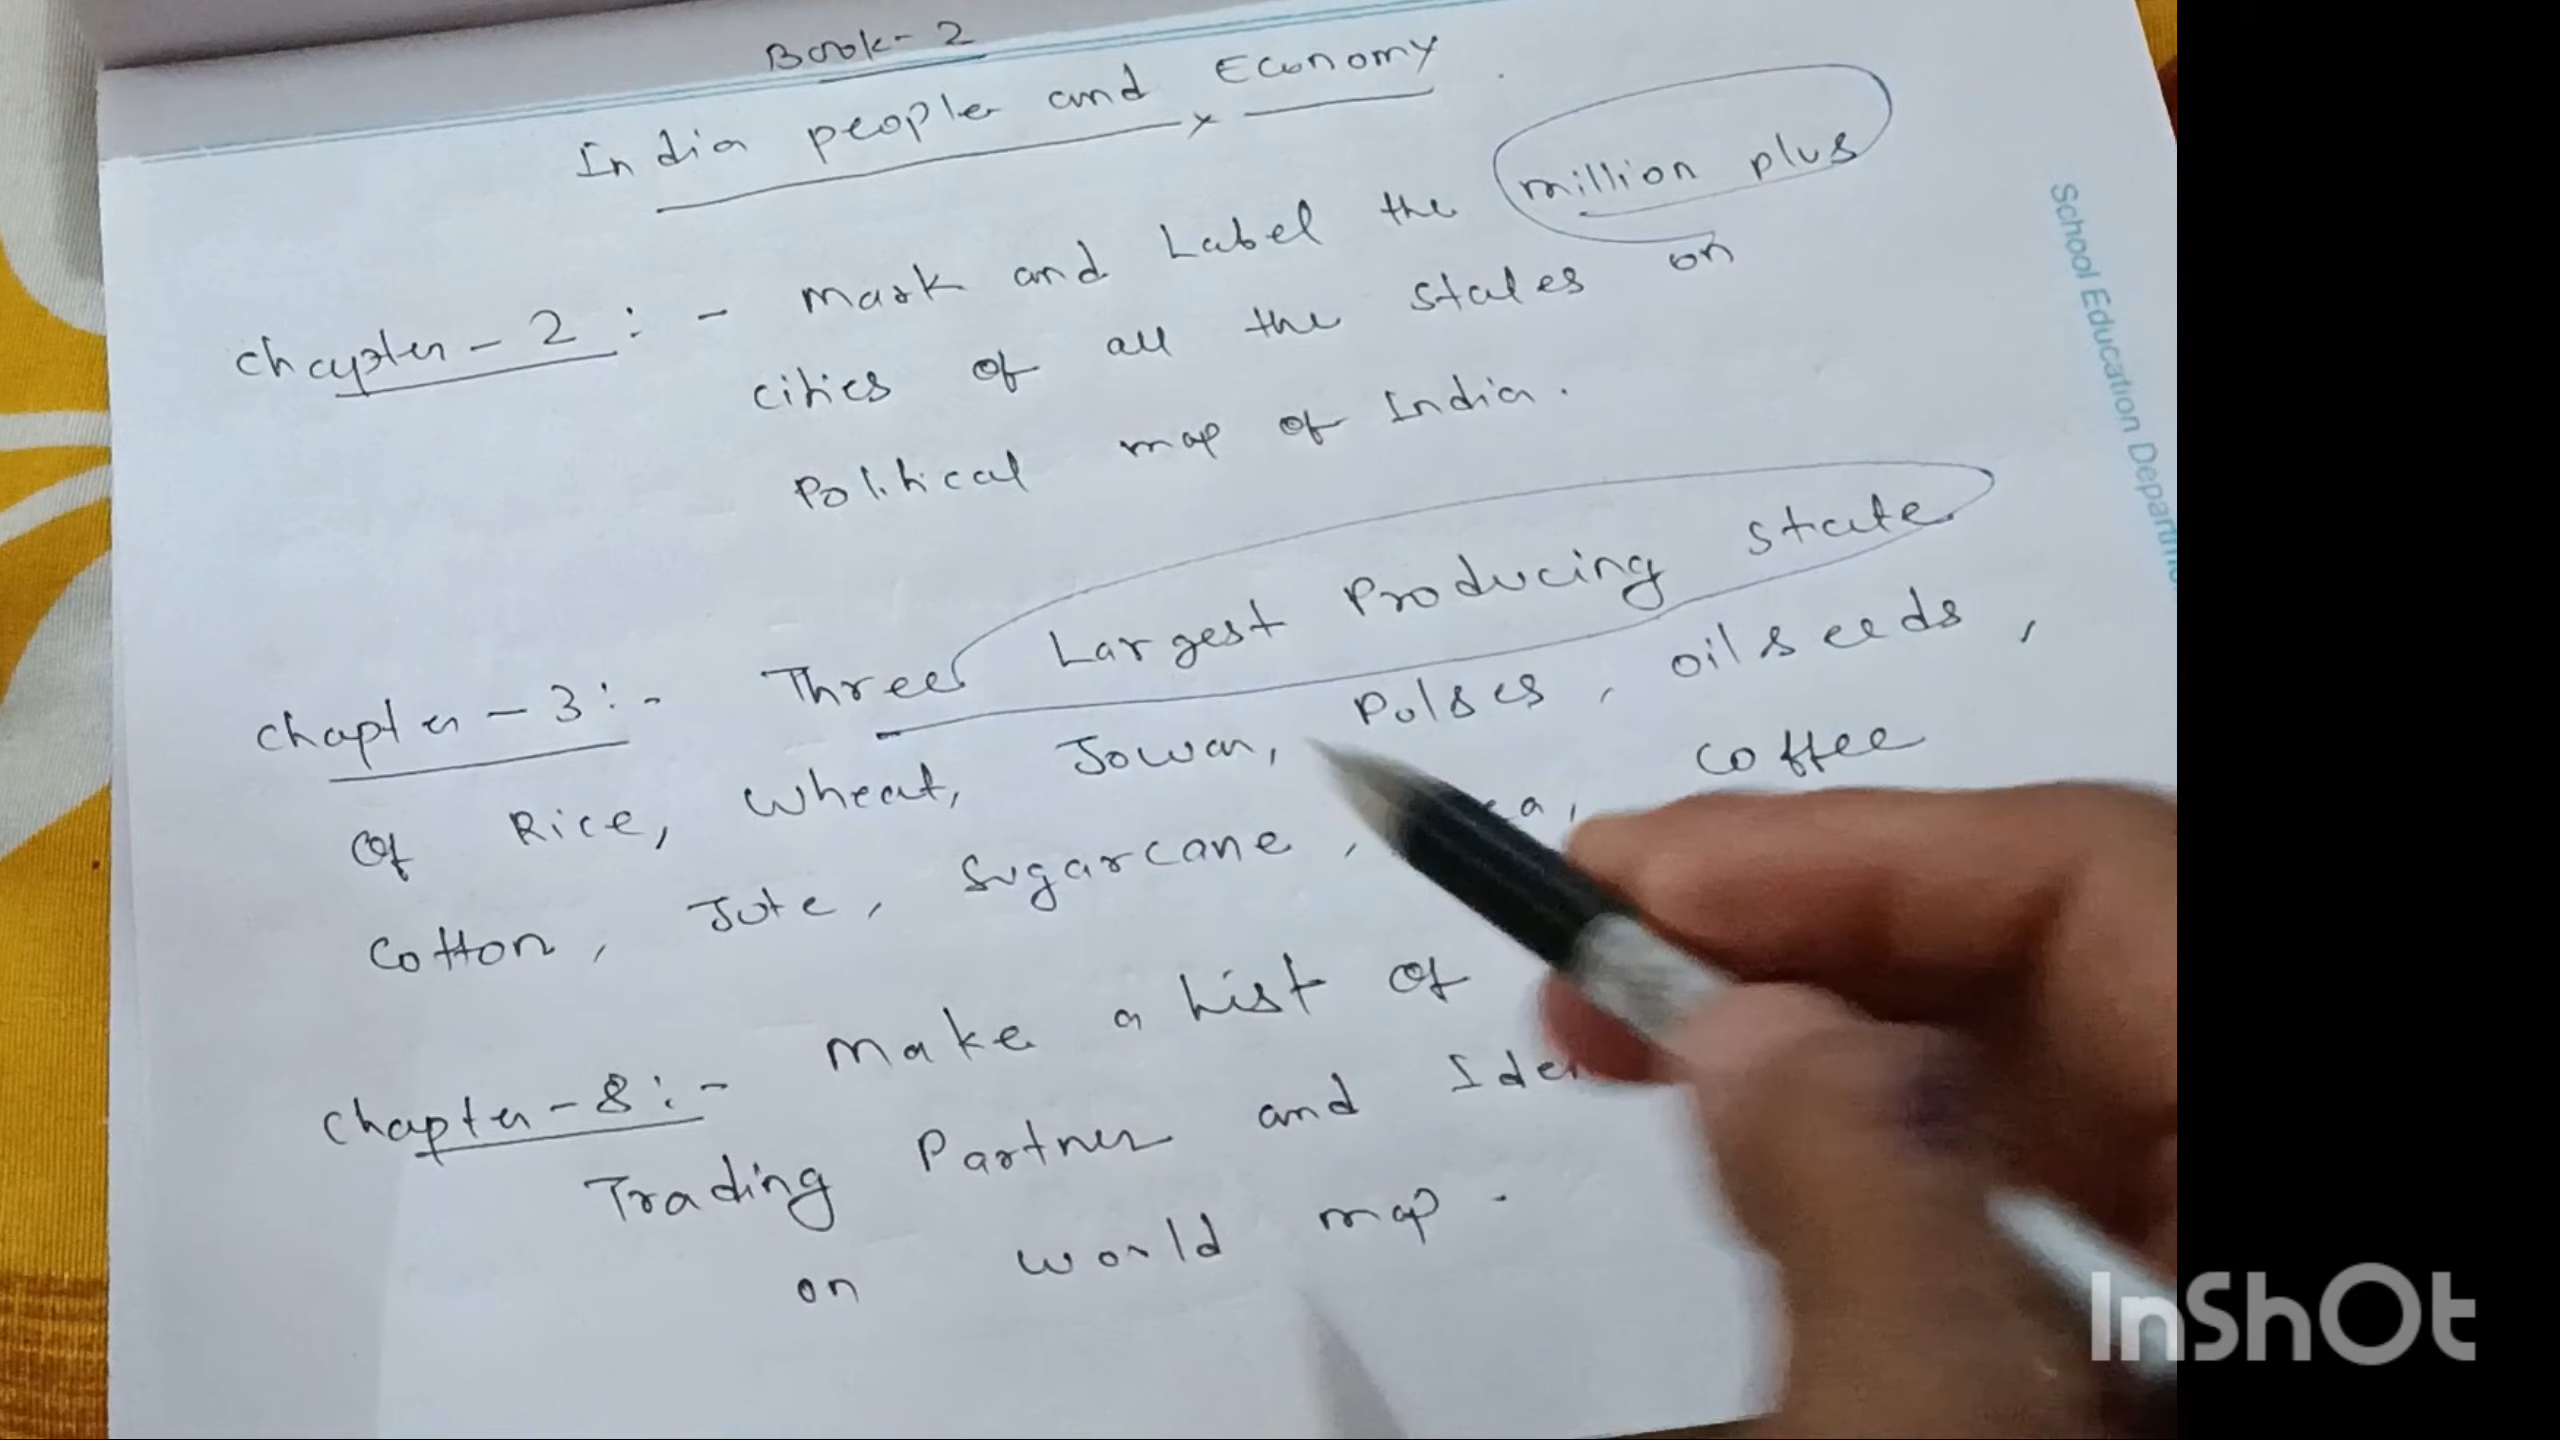 Book-2
India people and Economy
Chapter-2:- Mark and Label the million plus
cities of all the states on
Political map of India.
Chapter-3:- Three Largest Producing state
Of Rice, Wheat, Jowar, Pulses, oilseeds,
Cotton, Jute, Sugarcane, coffee
Chapter-8:- Make a List of
Trading Partner and
on world map.
School Education
InShOt